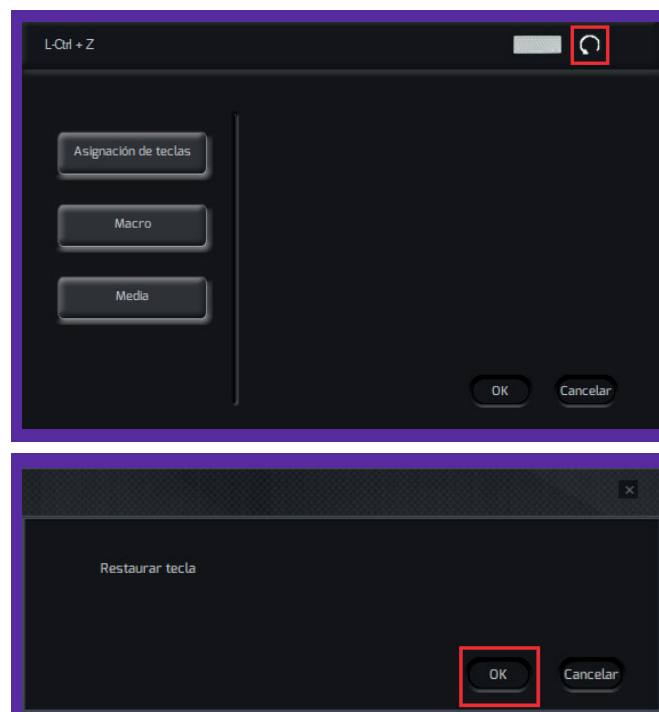 L-Ctrl + Z
Asignación de teclas
Macro
Media
OK Cancelar
Restaurar tecla
OK Cancelar